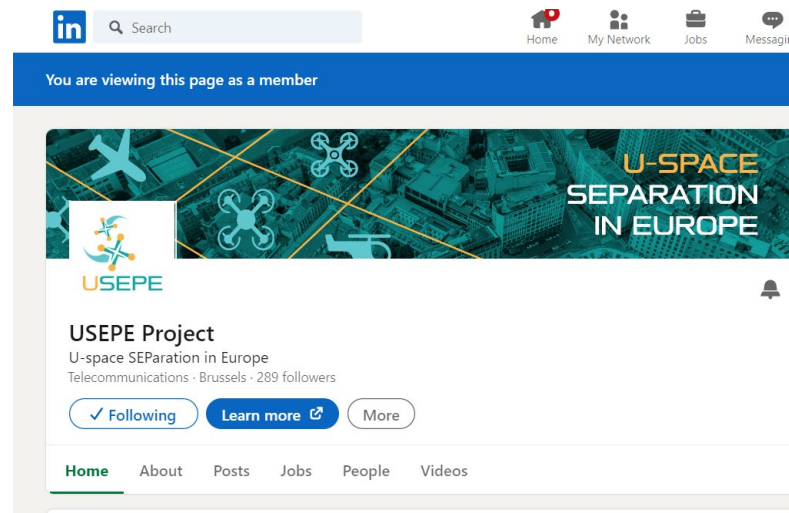 in
Search
Home
My Network
Jobs
You are viewing this page as a member
U-SPACE
SEPARATION
IN EUROPE
USEPE
USEPE Project
U-space SEParation in Europe
Telecommunications · Brussels · 289 followers
✓ Following
Learn more
More
Home
About
Posts
Jobs
People
Videos